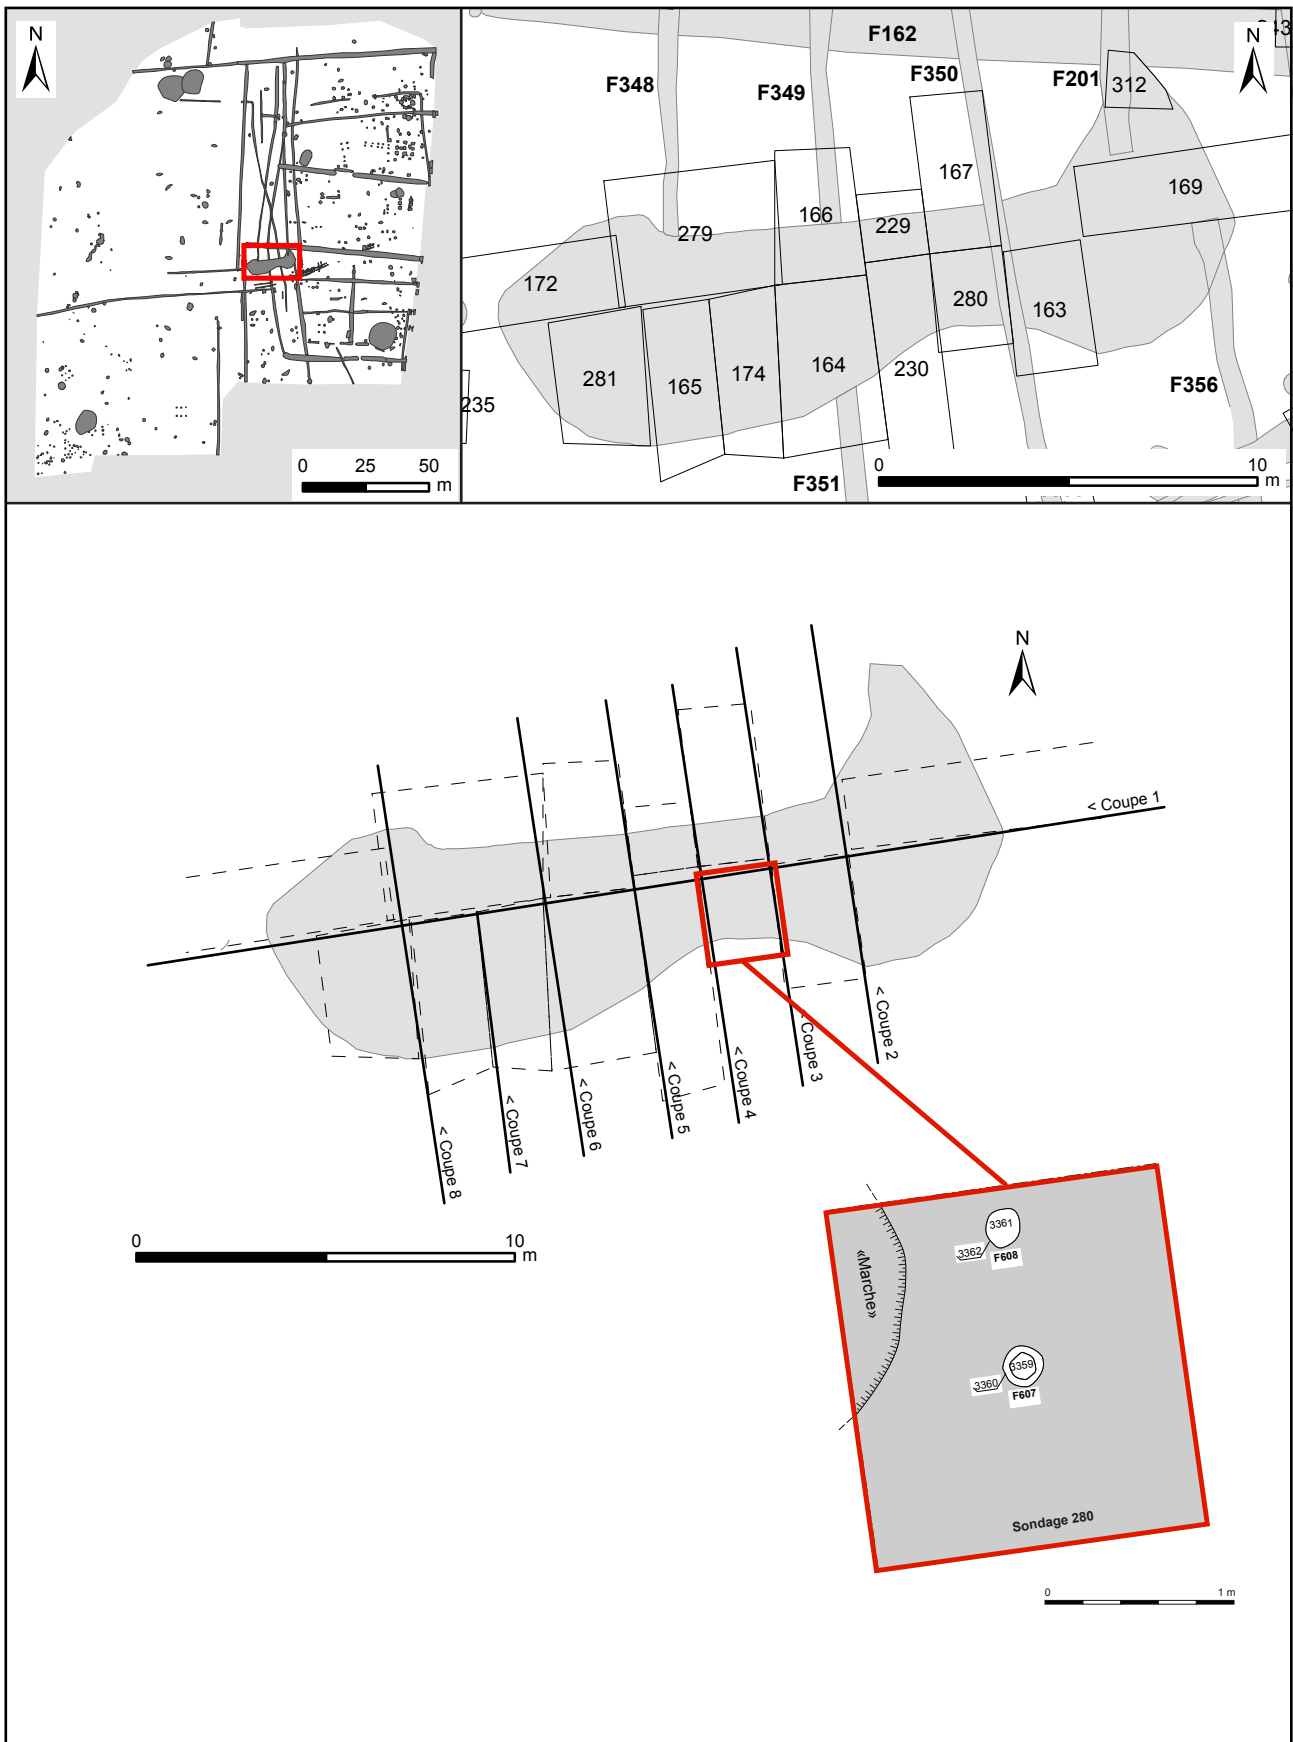 N
0 25 50
m
N
F162
F348
F349
F350
F201
312
167
169
166
229
279
172
280
163
281
165
174
164
230
235
F356
F351
0 10
m
N
< Coupe 1
< Coupe 2
Coupe 3
< Coupe 4
< Coupe 5
< Coupe 6
< Coupe 7
< Coupe 8
0 10
m
3361
3362
F608
«Marche»
3359
3360
F607
Sondage 280
0 1 m